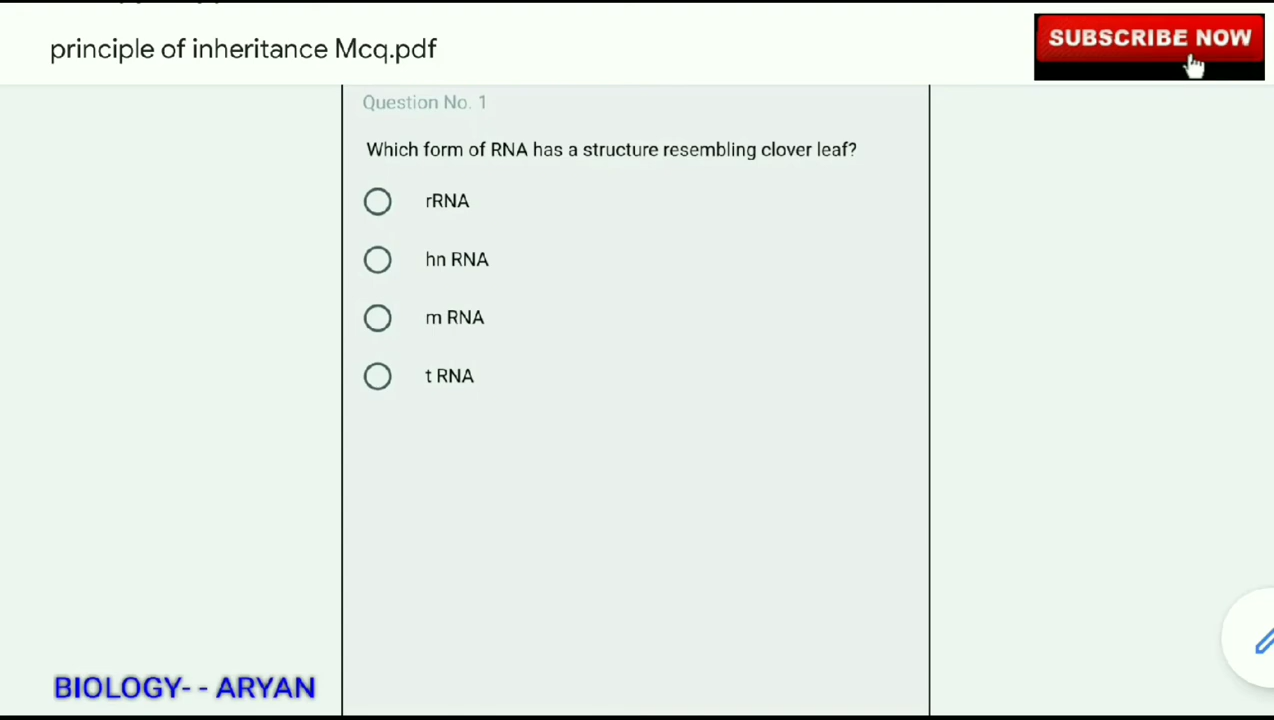 principle of inheritance Mcq.pdf
SUBSCRIBE NOW
Question No. 1
Which form of RNA has a structure resembling clover leaf?
rRNA
hn RNA
m RNA
t RNA
BIOLOGY- - ARYAN